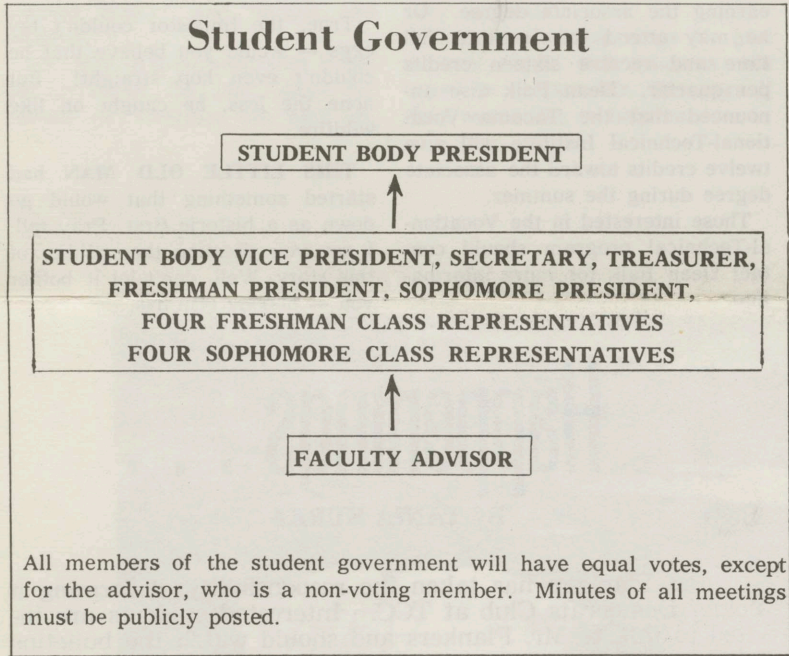 Student Government
STUDENT BODY PRESIDENT
STUDENT BODY VICE PRESIDENT, SECRETARY, TREASURER,
FRESHMAN PRESIDENT, SOPHOMORE PRESIDENT,
FOUR FRESHMAN CLASS REPRESENTATIVES
FOUR SOPHOMORE CLASS REPRESENTATIVES
FACULTY ADVISOR
All members of the student government will have equal votes, except
for the advisor, who is a non-voting member. Minutes of all meetings
must be publicly posted.